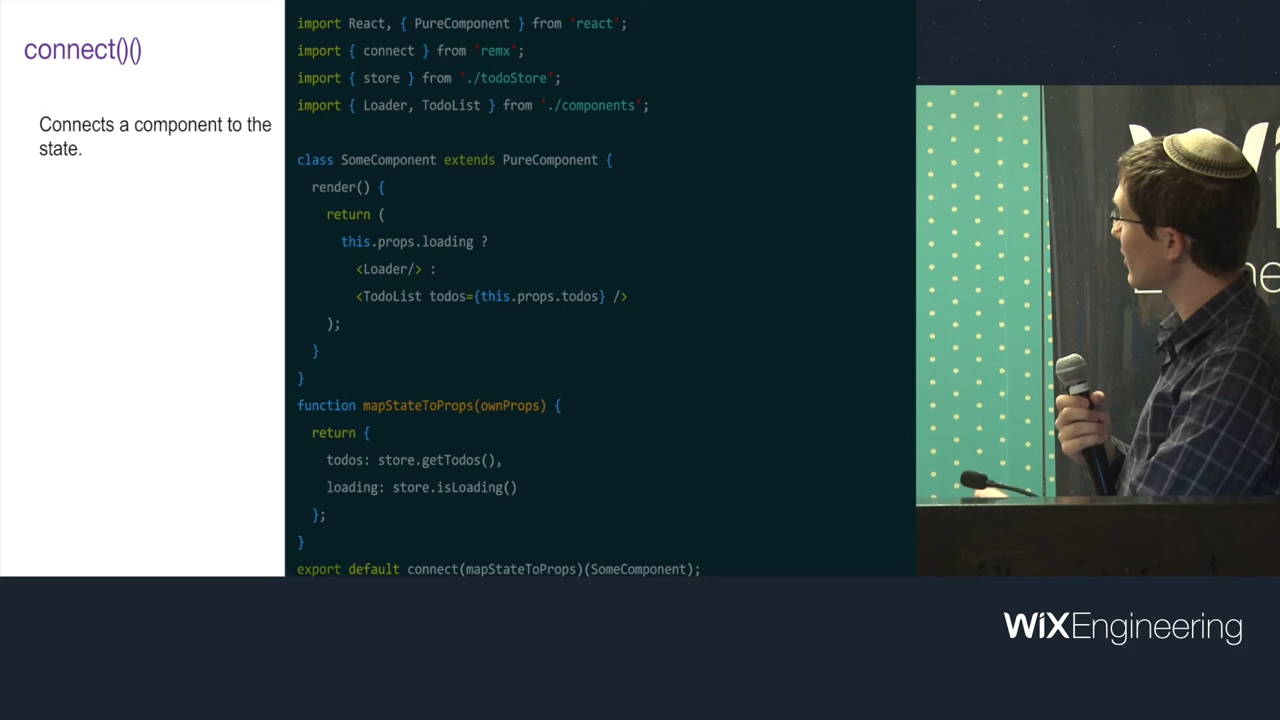 connect()()
Connects a component to the
state.
import React, { PureComponent } from 'react';
import { connect } from 'remx';
import { store } from './todoStore';
import { Loader, TodoList } from './components';
class SomeComponent extends PureComponent {
render() {
return (
this.props.loading ?
<Loader/> :
<TodoList todos={this.props.todos} />
);
}
}
function mapStateToProps(ownProps) {
return {
todos: store.getTodos(),
loading: store.isLoading()
};
}
export default connect(mapStateToProps)(SomeComponent);
WiXEngineering